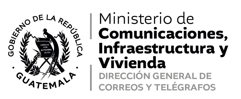 GOBIERNO DE LA REPÚBLICA
GUATEMALA
Ministerio de
Comunicaciones,
Infraestructura y
Vivienda
DIRECCIÓN GENERAL DE
CORREOS Y TELÉGRAFOS